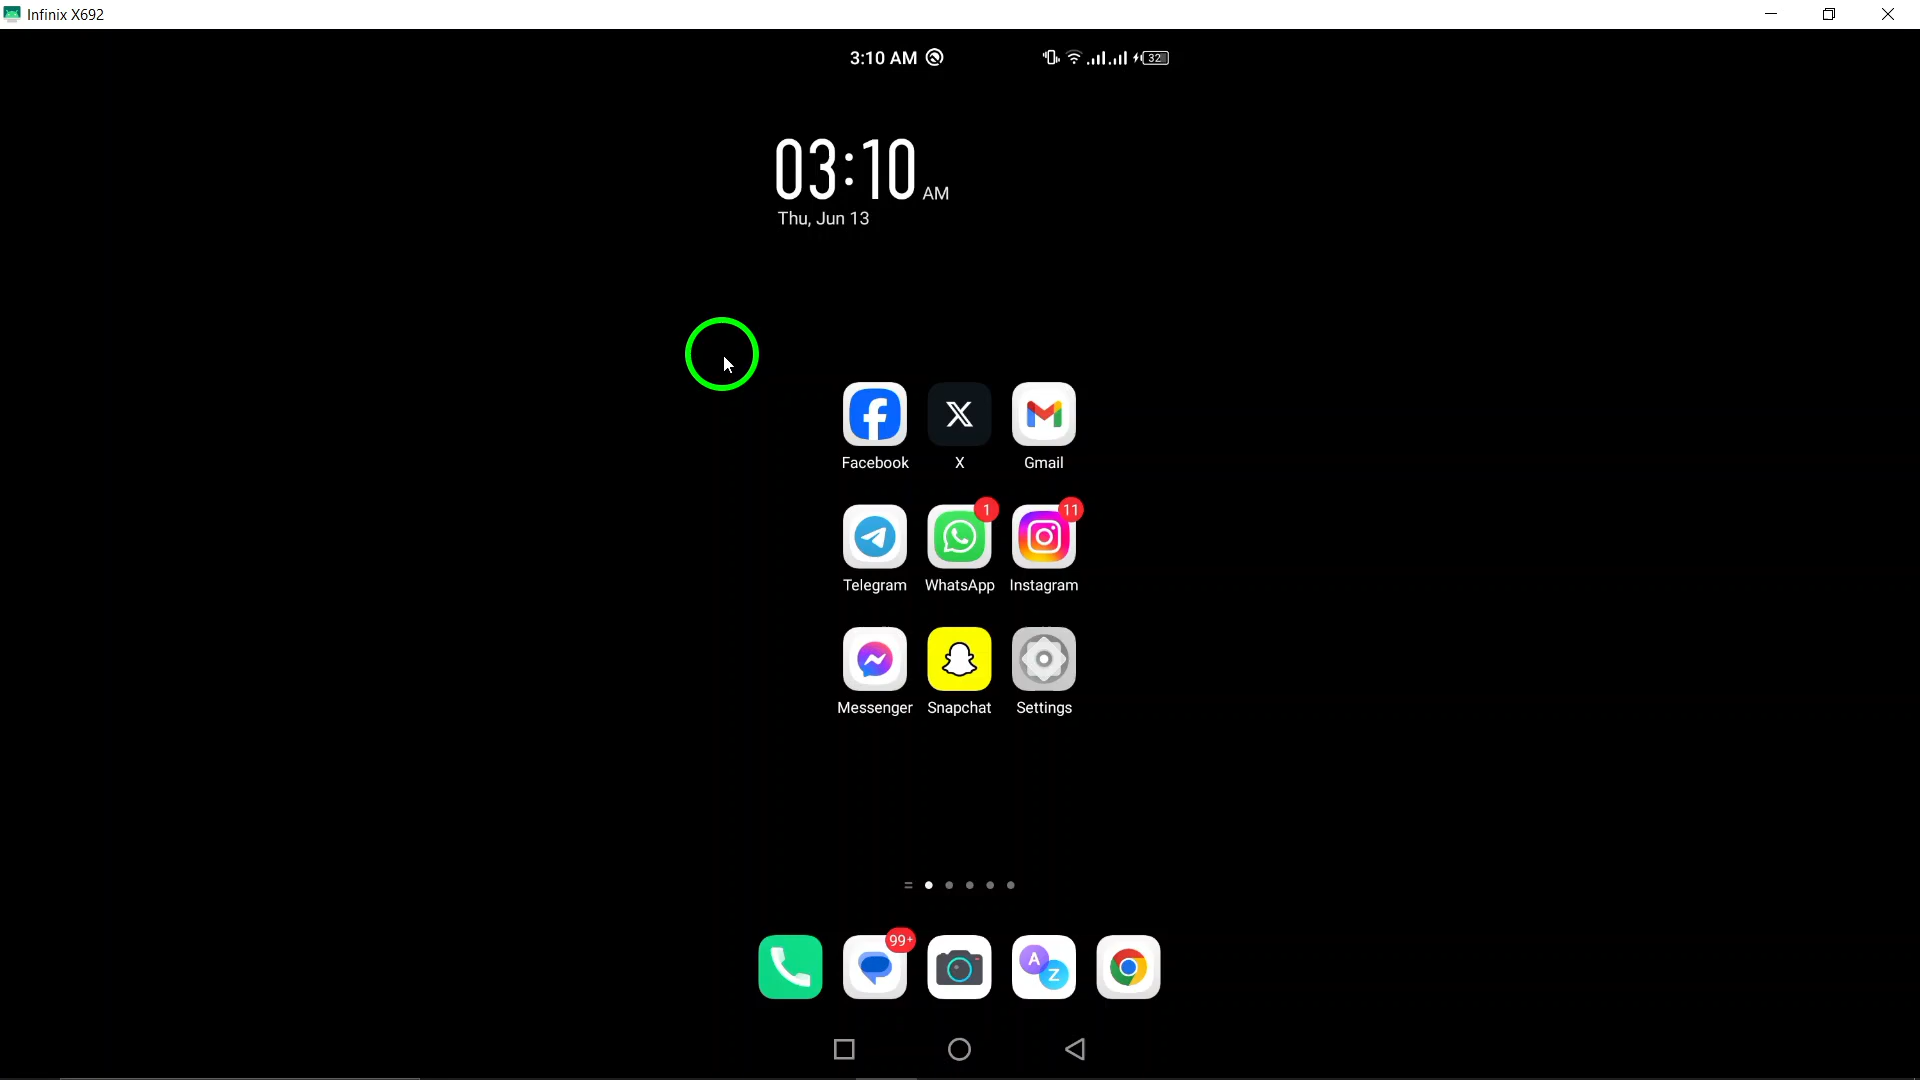 Infinix X692
3:10 AM
32
03:10 AM
Thu, Jun 13
Facebook
X
Gmail
1
11
Telegram
WhatsApp
Instagram
Messenger
Snapchat
Settings
99+
A
Z